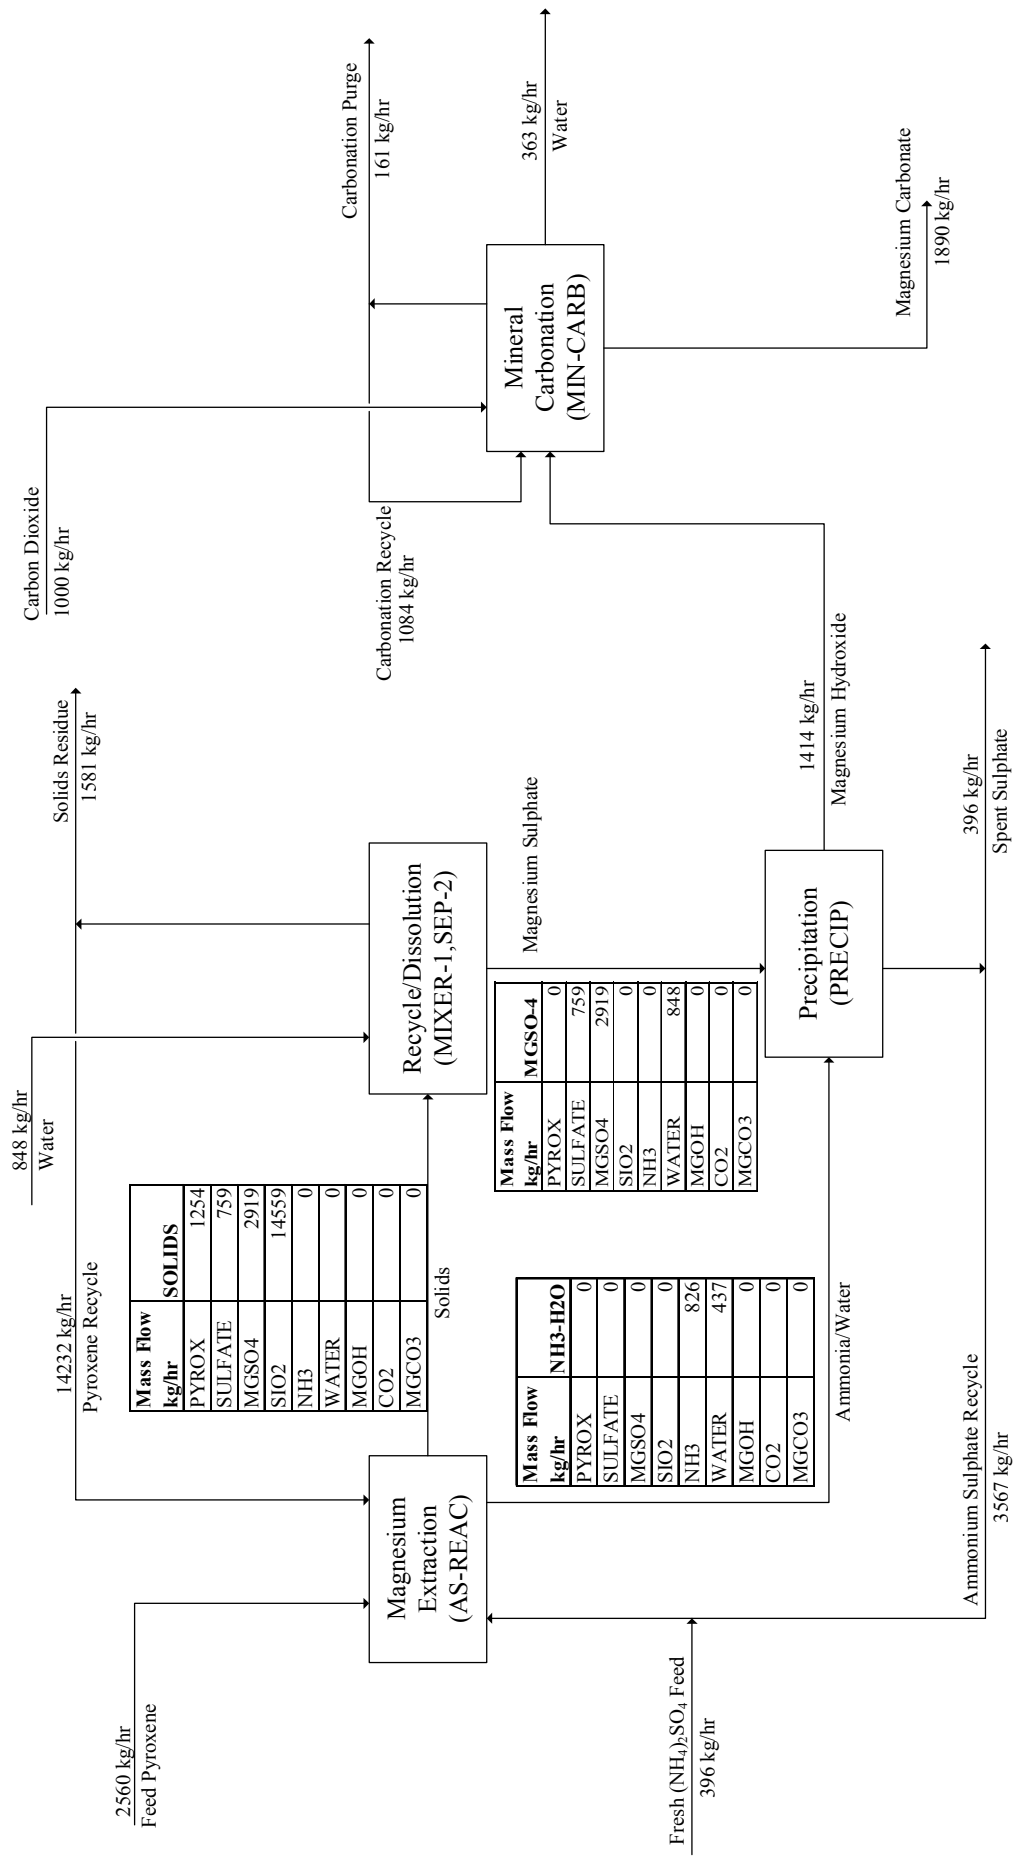 Carbon Dioxide
1000 kg/hr
Carbonation Purge
161 kg/hr
363 kg/hr
Water
Mineral
Carbonation
(MIN-CARB)
Magnesium Carbonate
1890 kg/hr
Carbonation Recycle
1084 kg/hr
Solids Residue
1581 kg/hr
848 kg/hr
Water
14232 kg/hr
Pyroxene Recycle
Recycle/Dissolution
(MIXER-1,SEP-2)
Magnesium Sulphate
1414 kg/hr
Magnesium Hydroxide
Precipitation
(PRECIP)
396 kg/hr
Spent Sulphate
Mass Flow
kg/hr SOLIDS
PYROX 1254
SULFATE 759
MGSO4 2919
SIO2 14559
NH3 0
WATER 0
MGOH 0
CO2 0
MGCO3 0
Solids
Mass Flow
kg/hr MGSO-4
PYROX 0
SULFATE 759
MGSO4 2919
SIO2 0
NH3 0
WATER 848
MGOH 0
CO2 0
MGCO3 0
Mass Flow
kg/hr NH3-H2O
PYROX 0
SULFATE 0
MGSO4 0
SIO2 0
NH3 826
WATER 437
MGOH 0
CO2 0
MGCO3 0
Ammonia/Water
2560 kg/hr
Feed Pyroxene
Magnesium
Extraction
(AS-REAC)
Fresh (NH4)2SO4 Feed
396 kg/hr
Ammonium Sulphate Recycle
3567 kg/hr